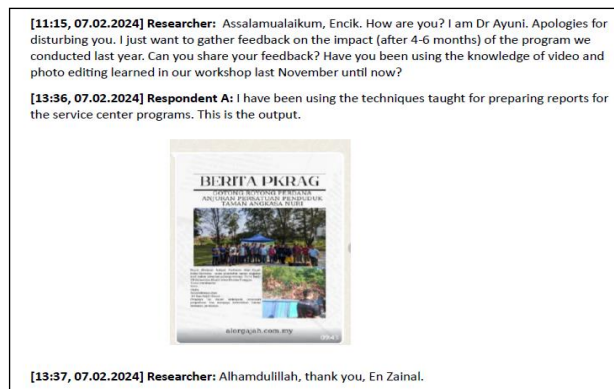 [11:15, 07.02.2024] Researcher: Assalamualaikum, Encik. How are you? I am Dr Ayuni. Apologies for
disturbing you. I just want to gather feedback on the impact (after 4-6 months) of the program we
conducted last year. Can you share your feedback? Have you been using the knowledge of video and
photo editing learned in our workshop last November until now?
[13:36, 07.02.2024] Respondent A: I have been using the techniques taught for preparing reports for
the service center programs. This is the output.
BERITA PKRAG
GOTONG ROYONG PERDANA
ANJURAN PERSATUAN PENDUDUK
TAMAN ANGKASA NURI
alorgajah.com.my
[13:37, 07.02.2024] Researcher: Alhamdulillah, thank you, En Zainal.